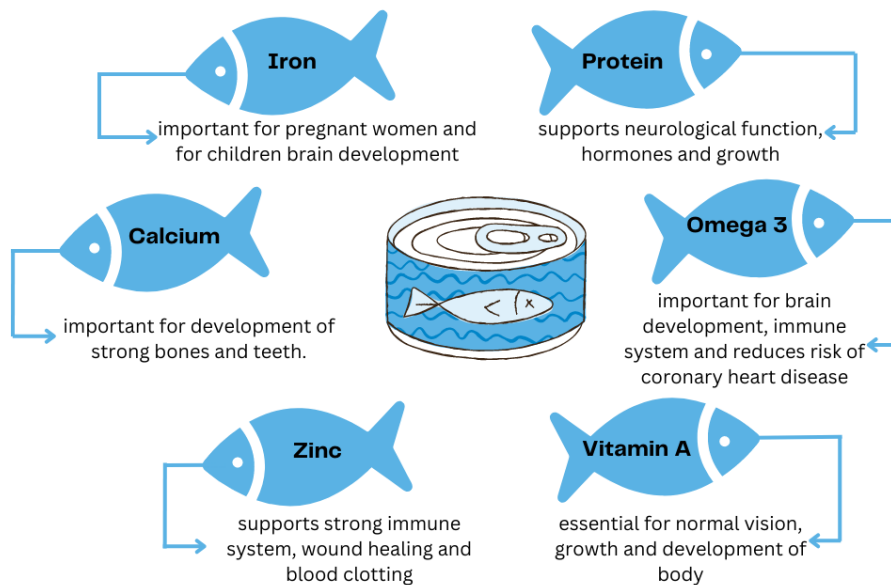 Iron
important for pregnant women and
for children brain development
Protein
supports neurological function,
hormones and growth
Calcium
important for development of
strong bones and teeth.
Omega 3
important for brain
development, immune
system and reduces risk of
coronary heart disease
Zinc
supports strong immune
system, wound healing and
blood clotting
Vitamin A
essential for normal vision,
growth and development of
body